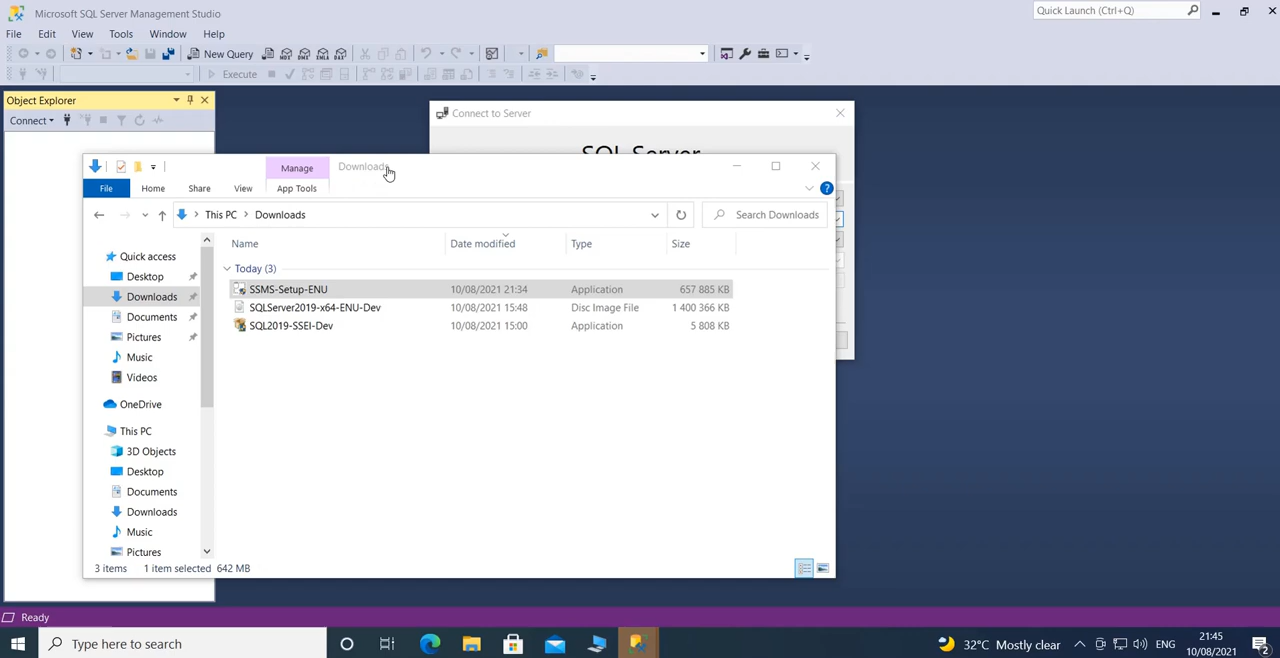 Microsoft SQL Server Management Studio
Quick Launch (Ctrl+Q)
File Edit View Tools Window Help
New Query
Execute
Object Explorer
Connect
Connect to Server
SQL Server
Manage
Downloads
File Home Share View App Tools
This PC Downloads
Search Downloads
Name Date modified Type Size
Quick access
Desktop
Downloads
Documents
Pictures
Music
Videos
OneDrive
This PC
3D Objects
Desktop
Documents
Downloads
Music
Pictures
Today (3)
SSMS-Setup-ENU 10/08/2021 21:34 Application 657 885 KB
SQLServer2019-x64-ENU-Dev 10/08/2021 15:48 Disc Image File 1 400 366 KB
SQL2019-SSEI-Dev 10/08/2021 15:00 Application 5 808 KB
3 items 1 item selected 642 MB
Ready
Type here to search
32°C Mostly clear
ENG
21:45
10/08/2021
2